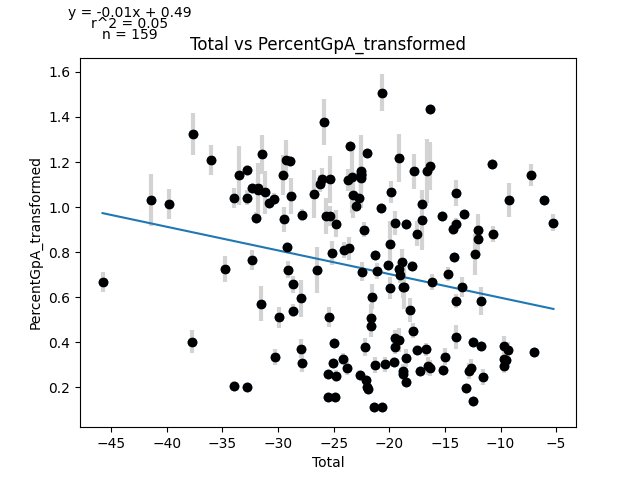 y = -0.01x + 0.49
r^2 = 0.05
n = 159
Total vs PercentGpA_transformed
1.6
1.4
1.2
1.0
0.8
0.6
0.4
0.2
PercentGpA_transformed
−45 −40 −35 −30 −25 −20 −15 −10 −5
Total